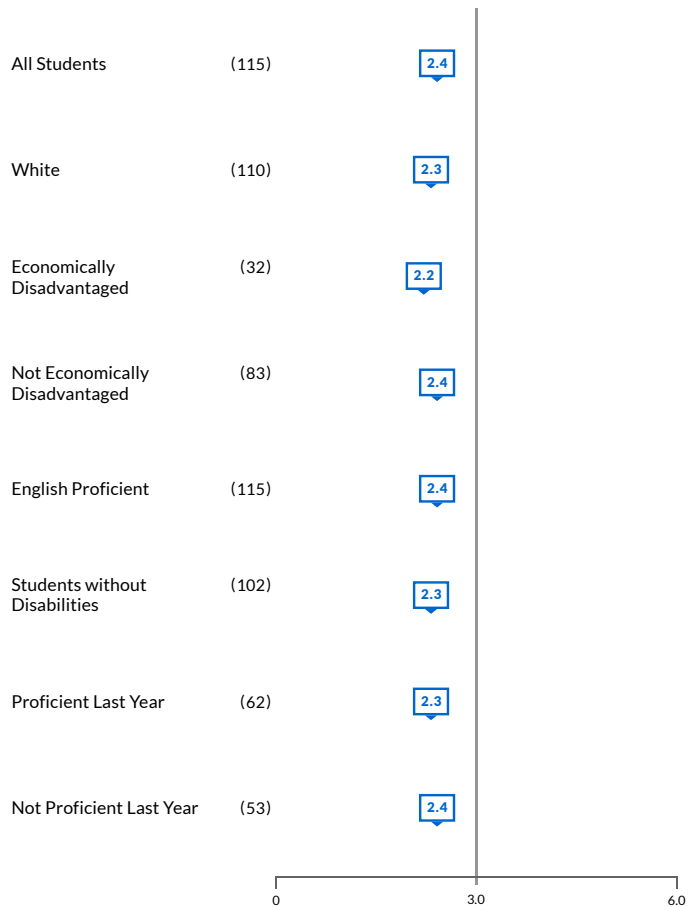 All Students (115) 2.4
White (110) 2.3
Economically
Disadvantaged (32) 2.2
Not Economically
Disadvantaged (83) 2.4
English Proficient (115) 2.4
Students without
Disabilities (102) 2.3
Proficient Last Year (62) 2.3
Not Proficient Last Year (53) 2.4
0 3.0 6.0